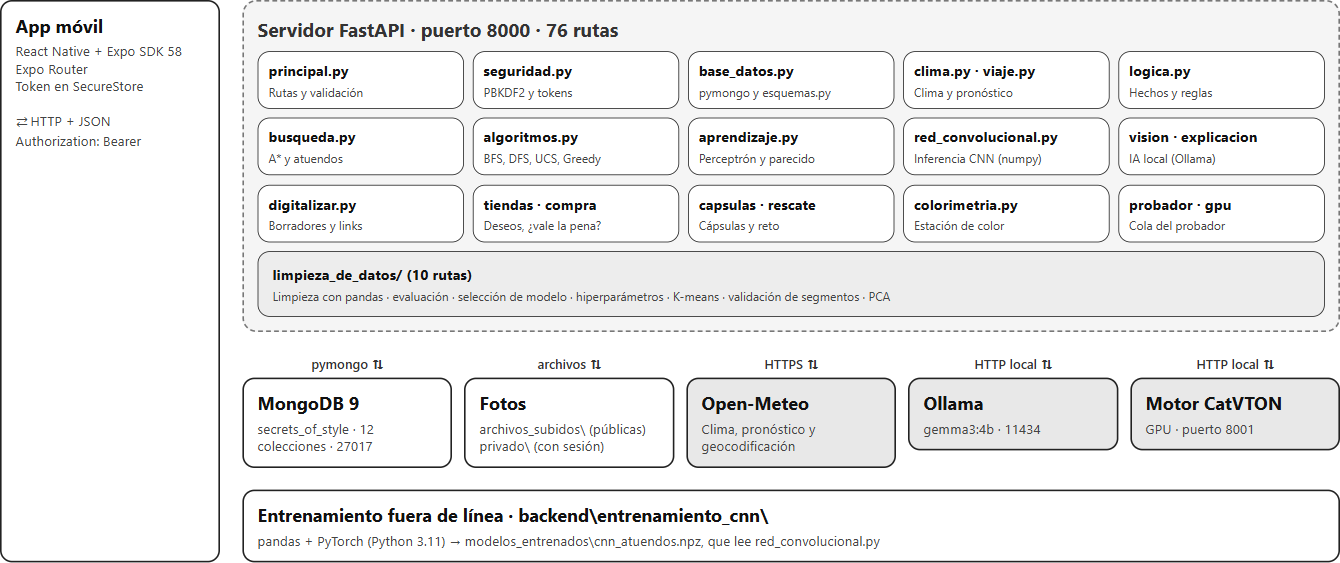 App móvil
React Native + Expo SDK 58
Expo Router
Token en SecureStore
⇄ HTTP + JSON
Authorization: Bearer
Servidor FastAPI · puerto 8000 · 76 rutas
principal.py
Rutas y validación
seguridad.py
PBKDF2 y tokens
base_datos.py
pymongo y esquemas.py
clima.py · viaje.py
Clima y pronóstico
logica.py
Hechos y reglas
busqueda.py
A* y atuendos
algoritmos.py
BFS, DFS, UCS, Greedy
aprendizaje.py
Perceptrón y parecido
red_convolucional.py
Inferencia CNN (numpy)
vision · explicacion
IA local (Ollama)
digitalizar.py
Borradores y links
tiendas · compra
Deseos, ¿vale la pena?
capsulas · rescate
Cápsulas y reto
colorimetria.py
Estación de color
probador · gpu
Cola del probador
limpieza_de_datos/ (10 rutas)
Limpieza con pandas · evaluación · selección de modelo · hiperparámetros · K-means · validación de segmentos · PCA
pymongo ⇅
MongoDB 9
secrets_of_style · 12
colecciones · 27017
archivos ⇅
Fotos
archivos_subidos\ (públicas)
privado\ (con sesión)
HTTPS ⇅
Open-Meteo
Clima, pronóstico y
geocodificación
HTTP local ⇅
Ollama
gemma3:4b · 11434
HTTP local ⇅
Motor CatVTON
GPU · puerto 8001
Entrenamiento fuera de línea · backend\entrenamiento_cnn\
pandas + PyTorch (Python 3.11) → modelos_entrenados\cnn_atuendos.npz, que lee red_convolucional.py